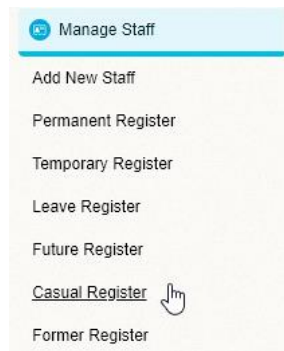 Manage Staff
Add New Staff
Permanent Register
Temporary Register
Leave Register
Future Register
Casual Register
Former Register